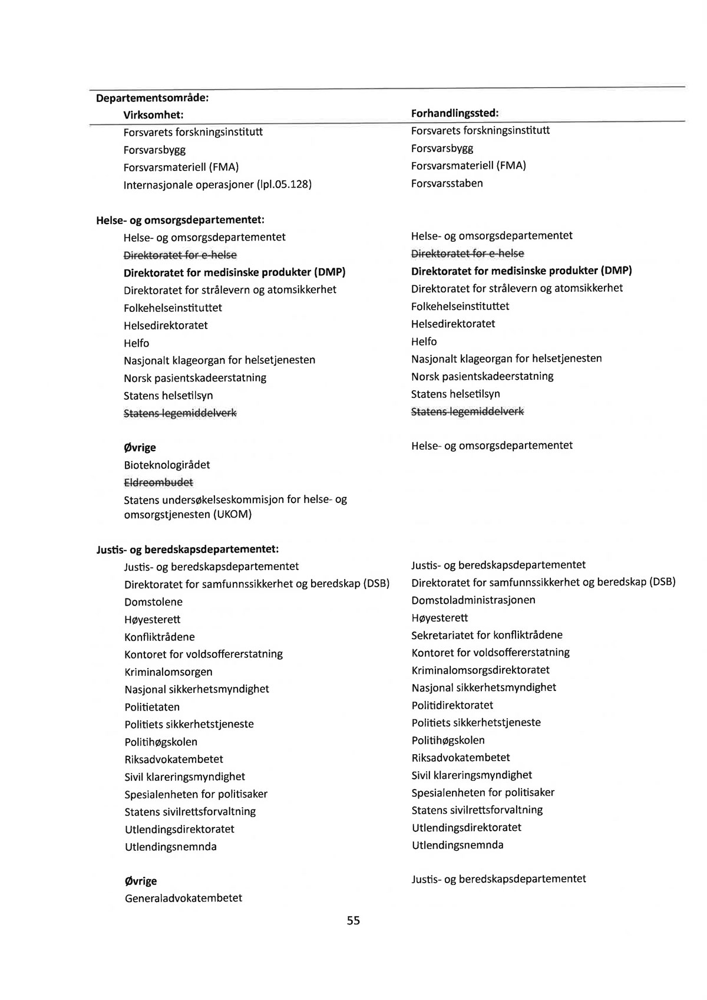 Departementsområde:
Virksomhet: Forhandlingssted:
Forsvarets forskningsinstitutt Forsvarets forskningsinstitutt
Forsvarsbygg Forsvarsbygg
Forsvarsmateriell (FMA) Forsvarsmateriell (FMA)
Internasjonale operasjoner (lpl.05.128) Forsvarsstaben
Helse- og omsorgsdepartementet:
Helse- og omsorgsdepartementet Helse- og omsorgsdepartementet
Direktoratet for e-helse Direktoratet for e-helse
Direktoratet for medisinske produkter (DMP) Direktoratet for medisinske produkter (DMP)
Direktoratet for strålevern og atomsikkerhet Direktoratet for strålevern og atomsikkerhet
Folkehelseinstituttet Folkehelseinstituttet
Helsedirektoratet Helsedirektoratet
Helfo Helfo
Nasjonalt klageorgan for helsetjenesten Nasjonalt klageorgan for helsetjenesten
Norsk pasientskadeerstatning Norsk pasientskadeerstatning
Statens helsetilsyn Statens helsetilsyn
Statens legemiddelverk Statens legemiddelverk
Øvrige Helse- og omsorgsdepartementet
Bioteknologirådet
Eldreombudet
Statens undersøkelseskommisjon for helse- og
omsorgstjenesten (UKOM)
Justis- og beredskapsdepartementet:
Justis- og beredskapsdepartementet Justis- og beredskapsdepartementet
Direktoratet for samfunnssikkerhet og beredskap (DSB) Direktoratet for samfunnssikkerhet og beredskap (DSB)
Domstolene Domstoladministrasjonen
Høyesterett Høyesterett
Konfliktrådene Sekretariatet for konfliktrådene
Kontoret for voldsoffererstatning Kontoret for voldsoffererstatning
Kriminalomsorgen Kriminalomsorgsdirektoratet
Nasjonal sikkerhetsmyndighet Nasjonal sikkerhetsmyndighet
Politietaten Politidirektoratet
Politiets sikkerhetstjeneste Politiets sikkerhetstjeneste
Politihøgskolen Politihøgskolen
Riksadvokatembetet Riksadvokatembetet
Sivil klareringsmyndighet Sivil klareringsmyndighet
Spesialenheten for politisaker Spesialenheten for politisaker
Statens sivilrettsforvaltning Statens sivilrettsforvaltning
Utlendingsdirektoratet Utlendingsdirektoratet
Utlendingsnemnda Utlendingsnemnda
Øvrige Justis- og beredskapsdepartementet
Generaladvokatembetet
55